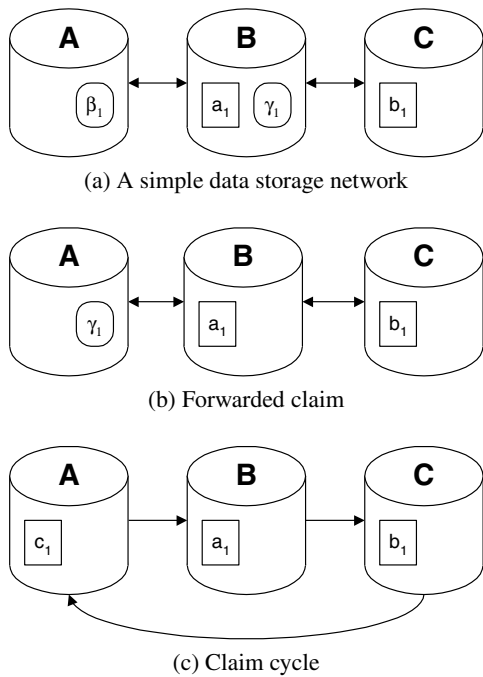 A B C
β₁ a₁ γ₁ b₁
(a) A simple data storage network
A B C
γ₁ a₁ b₁
(b) Forwarded claim
A B C
c₁ a₁ b₁
(c) Claim cycle